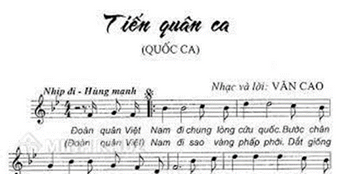 Tiến quân ca
(QUỐC CA)
Nhịp đi - Hùng mạnh
Nhạc và lời: VĂN CAO
Đoàn quân Việt Nam đi chung lòng cứu quốc. Bước chân
(Đoàn quân Việt) Nam đi sao vàng phấp phới. Dắt giống